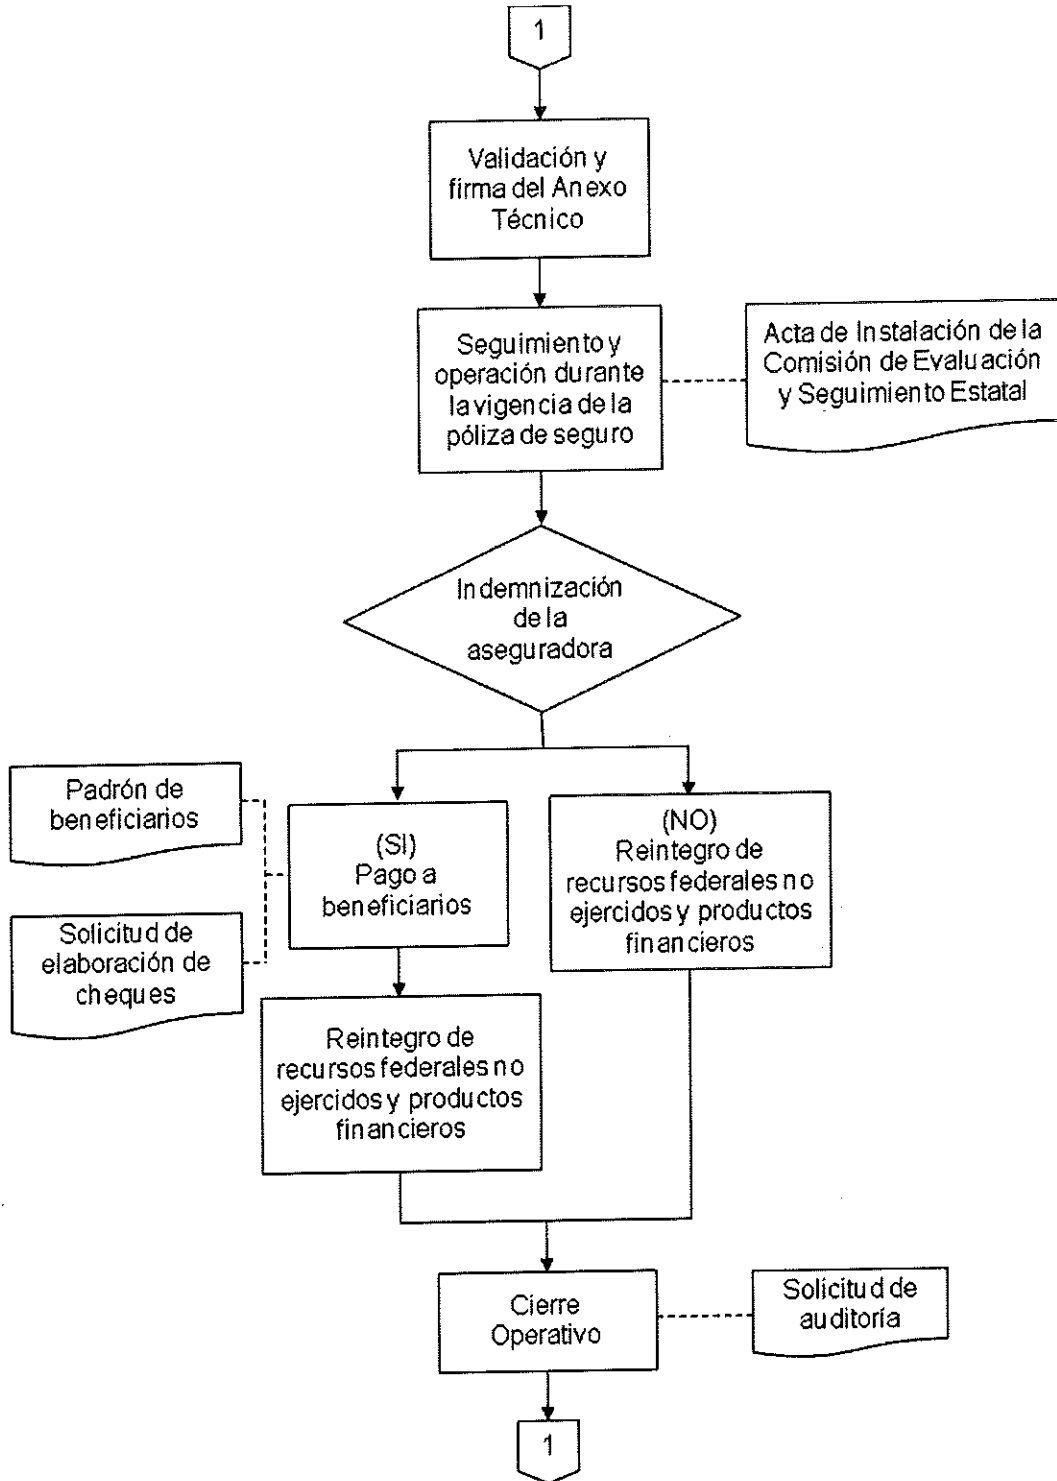 1
Validación y
firma del Anexo
Técnico
Seguimiento y
operación durante
la vigencia de la
póliza de seguro
Acta de Instalación de la
Comisión de Evaluación
y Seguimiento Estatal
Indemnización
de la
aseguradora
Padrón de
beneficiarios
(SI)
Pago a
beneficiarios
(NO)
Reintegro de
recursos federales no
ejercidos y productos
financieros
Solicitud de
elaboración de
cheques
Reintegro de
recursos federales no
ejercidos y productos
financieros
Cierre
Operativo
Solicitud de
auditoría
1